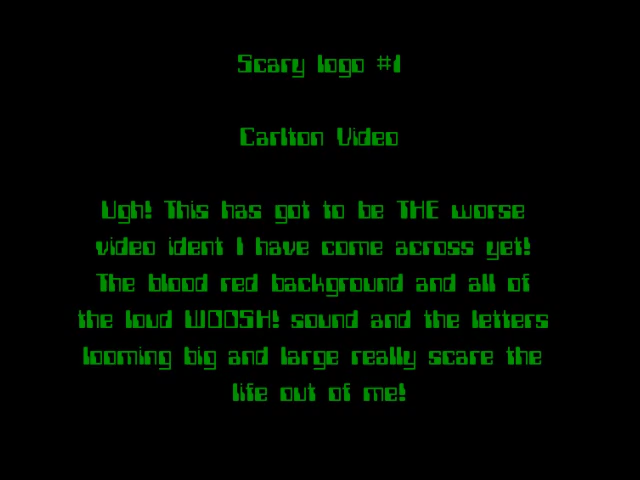 Scary logo #1
Carlton Video
Ugh! This has got to be THE worse
video ident I have come across yet!
The blood red background and all of
the loud WOOSH! sound and the letters
looming big and large really scare the
life out of me!